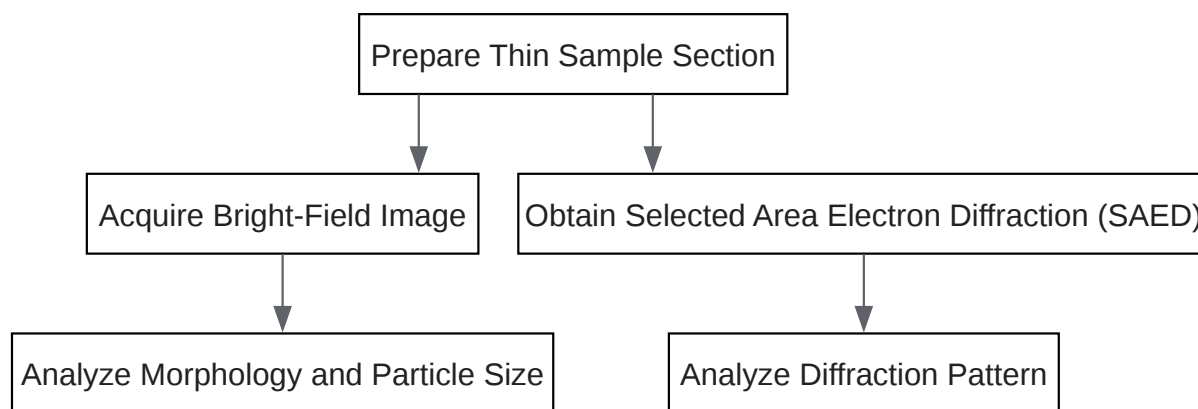 Prepare Thin Sample Section
Acquire Bright-Field Image
Obtain Selected Area Electron Diffraction (SAED)
Analyze Morphology and Particle Size
Analyze Diffraction Pattern